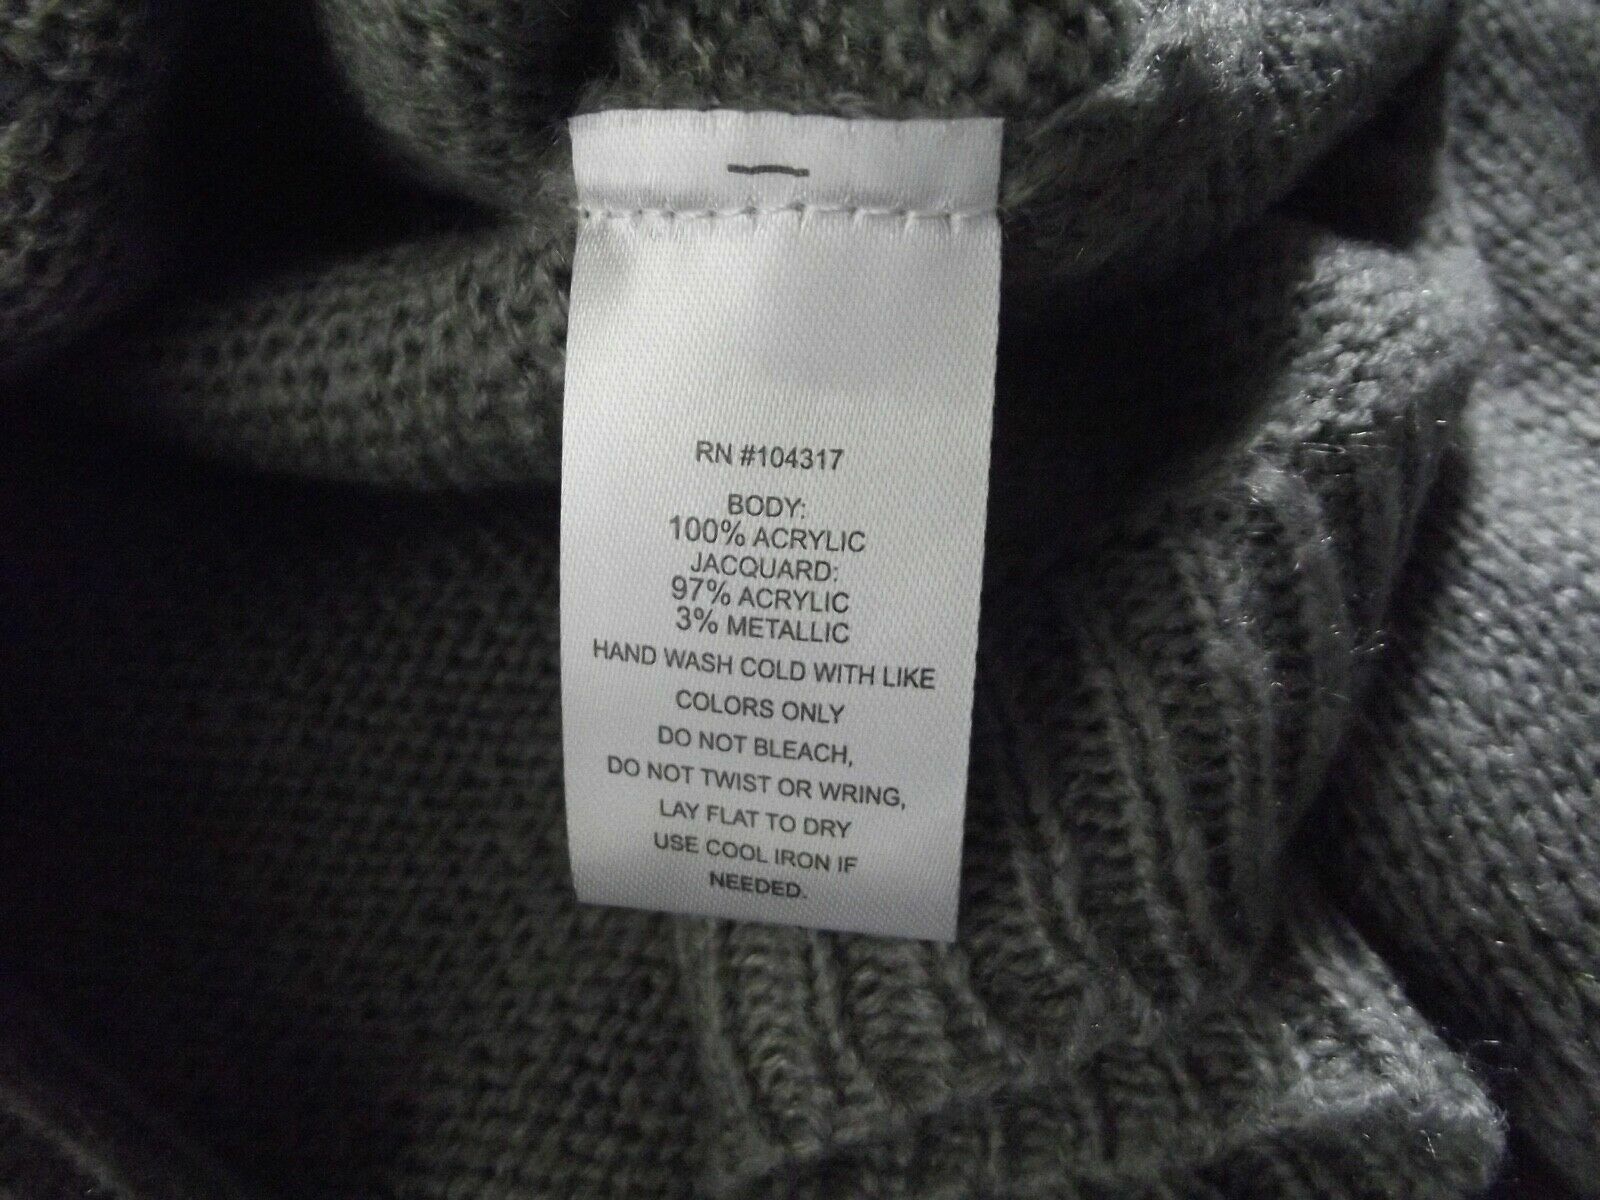 RN #104317
BODY:
100% ACRYLIC
JACQUARD:
97% ACRYLIC
3% METALLIC
HAND WASH COLD WITH LIKE
COLORS ONLY
DO NOT BLEACH,
DO NOT TWIST OR WRING,
LAY FLAT TO DRY
USE COOL IRON IF
NEEDED.